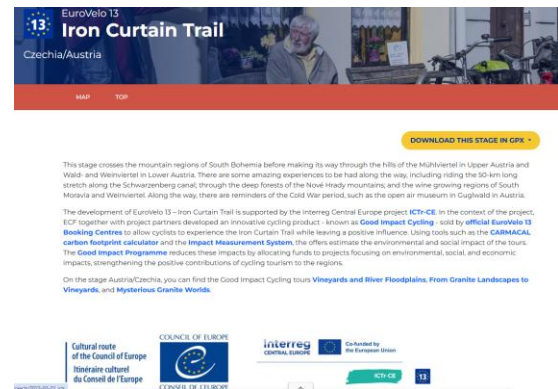 EuroVelo 13
13
Iron Curtain Trail
Czechia/Austria
MAP TOP
DOWNLOAD THIS STAGE IN GPX
This stage crosses the mountain regions of South Bohemia before making its way through the hills of the Mühlviertel in Upper Austria and
Wald- and Weinviertel in Lower Austria. There are some amazing experiences to be had along the way, including riding the 50-km long
stretch along the Schwarzenberg canal; through the deep forests of the Nové Hrady mountains; and the wine growing regions of South
Moravia and Weinviertel. Along the way, there are reminders of the Cold War period, such as the open air museum in Guglwald in Austria.
The development of EuroVelo 13 – Iron Curtain Trail is supported by the Interreg Central Europe project ICTr-CE. In the context of the project,
ECF together with project partners developed an innovative cycling product - known as Good Impact Cycling - sold by official EuroVelo 13
Booking Centres to allow cyclists to experience the Iron Curtain Trail while leaving a positive influence. Using tools such as the CARMACAL
carbon footprint calculator and the Impact Measurement System, the offers estimate the environmental and social impact of the tours.
The Good Impact Programme reduces these impacts by allocating funds to projects focusing on environmental, social, and economic
impacts, strengthening the positive contributions of cycling tourism to the regions.
On the stage Austria/Czechia, you can find the Good Impact Cycling tours Vineyards and River Floodplains, From Granite Landscapes to
Vineyards, and Mysterious Granite Worlds.
Cultural route
of the Council of Europe
Itinéraire culturel
du Conseil de l'Europe
COUNCIL OF EUROPE
CONSEIL DE L'EUROPE
Interreg
CENTRAL EUROPE
Co-funded by
the European Union
ICTr-CE
13